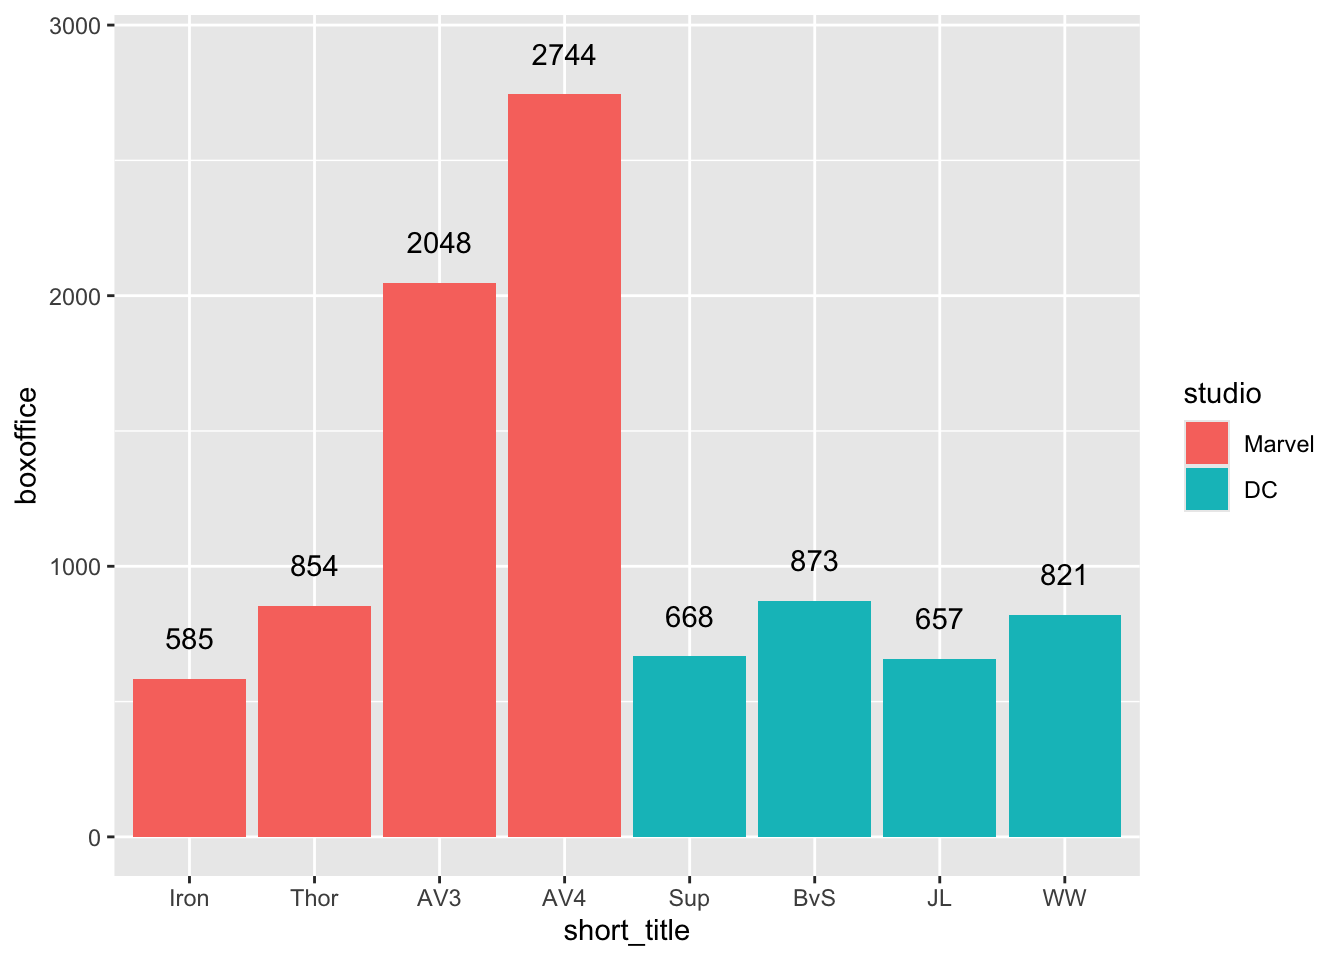 3000
2000
1000
0
boxoffice
2744
2048
854
585
668
873
657
821
Iron Thor AV3 AV4 Sup BvS JL WW
short_title
studio
Marvel
DC